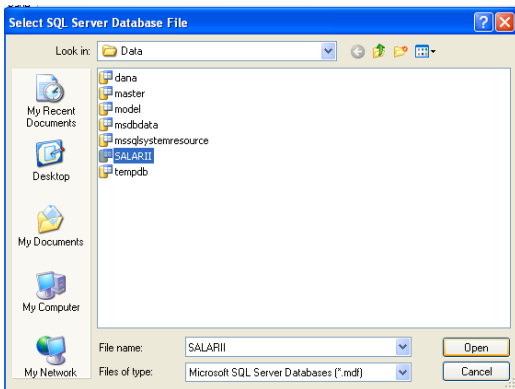 Select SQL Server Database File
Look in:
Data
My Recent
Documents
Desktop
My Documents
My Computer
My Network
dana
master
model
msdbdata
mssqlsystemresource
SALARII
tempdb
File name:
SALARII
Open
Files of type:
Microsoft SQL Server Databases (*.mdf)
Cancel